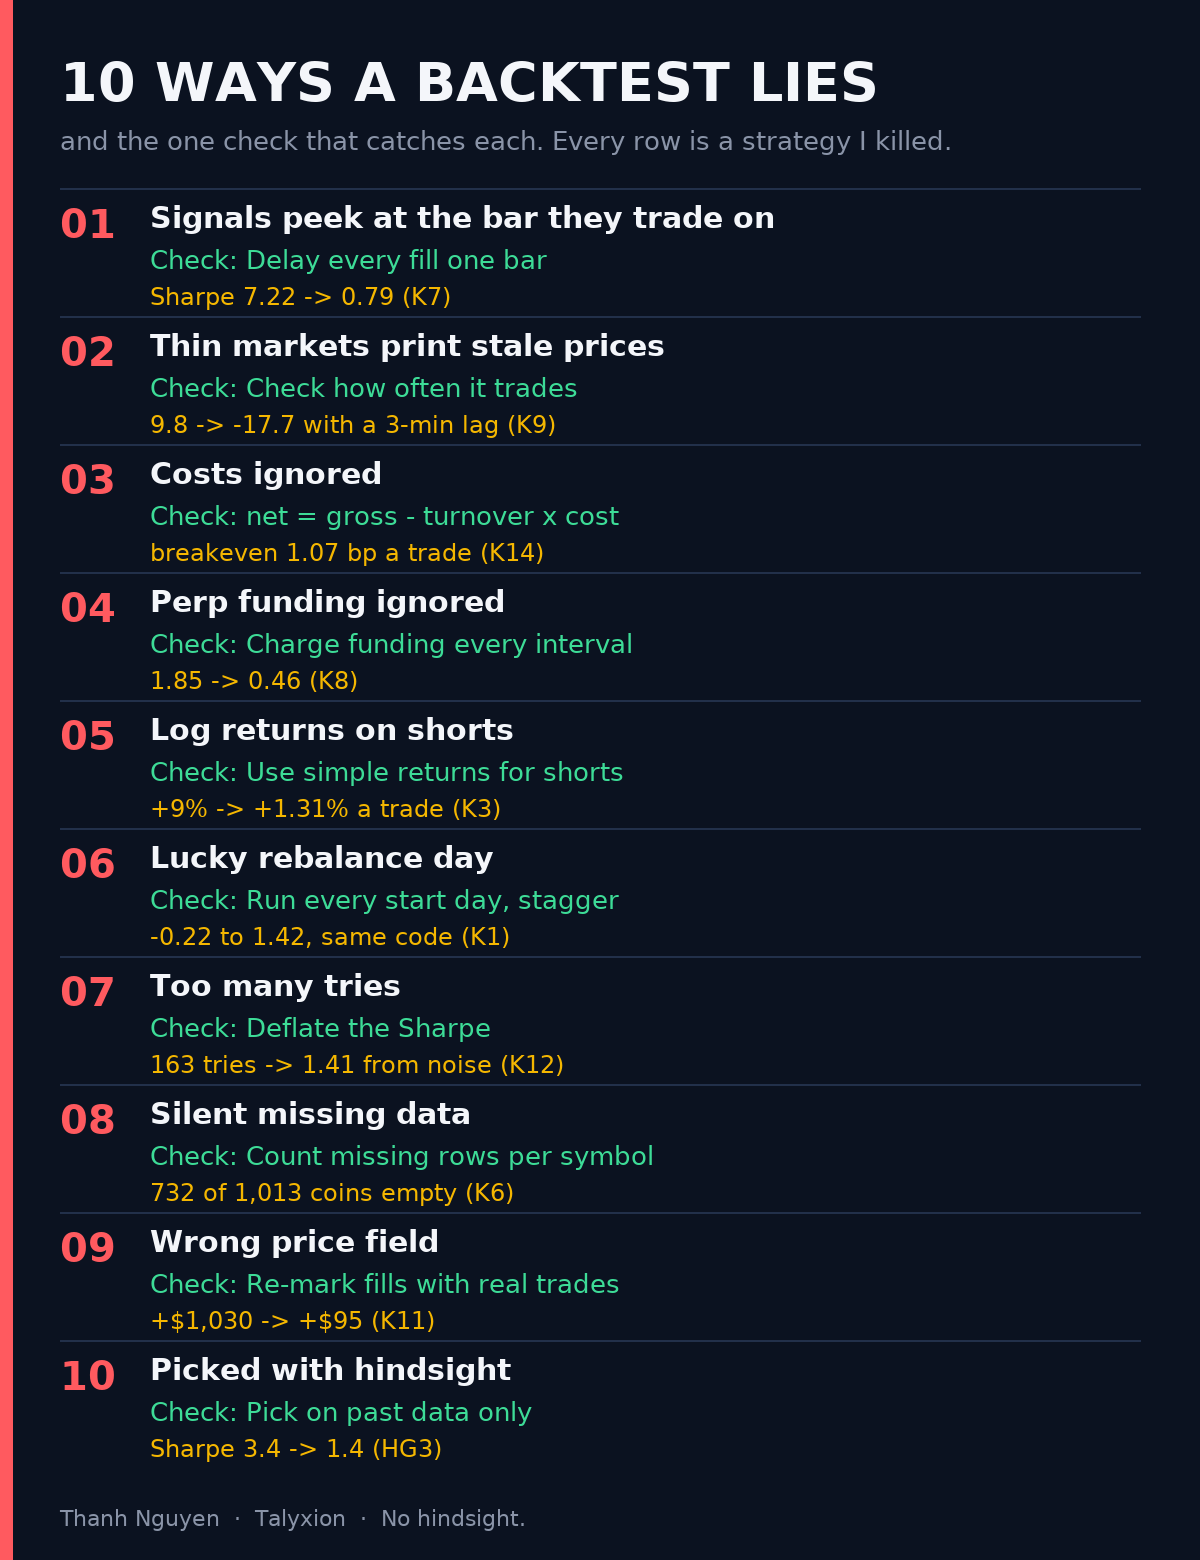 10 WAYS A BACKTEST LIES
and the one check that catches each. Every row is a strategy I killed.
01 Signals peek at the bar they trade on
Check: Delay every fill one bar
Sharpe 7.22 -> 0.79 (K7)
02 Thin markets print stale prices
Check: Check how often it trades
9.8 -> -17.7 with a 3-min lag (K9)
03 Costs ignored
Check: net = gross - turnover x cost
breakeven 1.07 bp a trade (K14)
04 Perp funding ignored
Check: Charge funding every interval
1.85 -> 0.46 (K8)
05 Log returns on shorts
Check: Use simple returns for shorts
+9% -> +1.31% a trade (K3)
06 Lucky rebalance day
Check: Run every start day, stagger
-0.22 to 1.42, same code (K1)
07 Too many tries
Check: Deflate the Sharpe
163 tries -> 1.41 from noise (K12)
08 Silent missing data
Check: Count missing rows per symbol
732 of 1,013 coins empty (K6)
09 Wrong price field
Check: Re-mark fills with real trades
+$1,030 -> +$95 (K11)
10 Picked with hindsight
Check: Pick on past data only
Sharpe 3.4 -> 1.4 (HG3)
Thanh Nguyen · Talyxion · No hindsight.